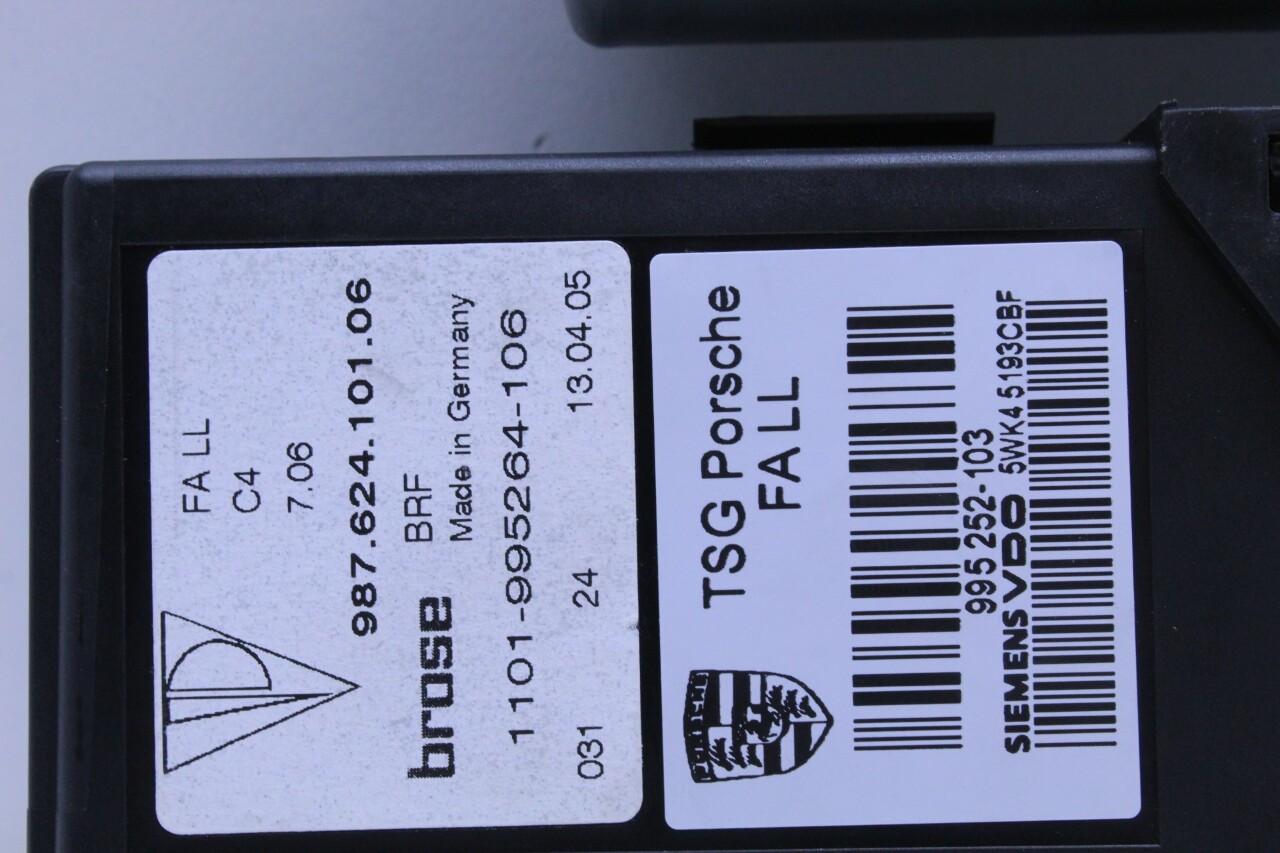 FA LL
C4
7.06
987.624.101.06
brose BRF
Made in Germany
1101-995264-106
031 24 13.04.05
TSG Porsche
FA LL
PORSCHE
995 252-103
SIEMENS VDO 5WK4 5193CBF